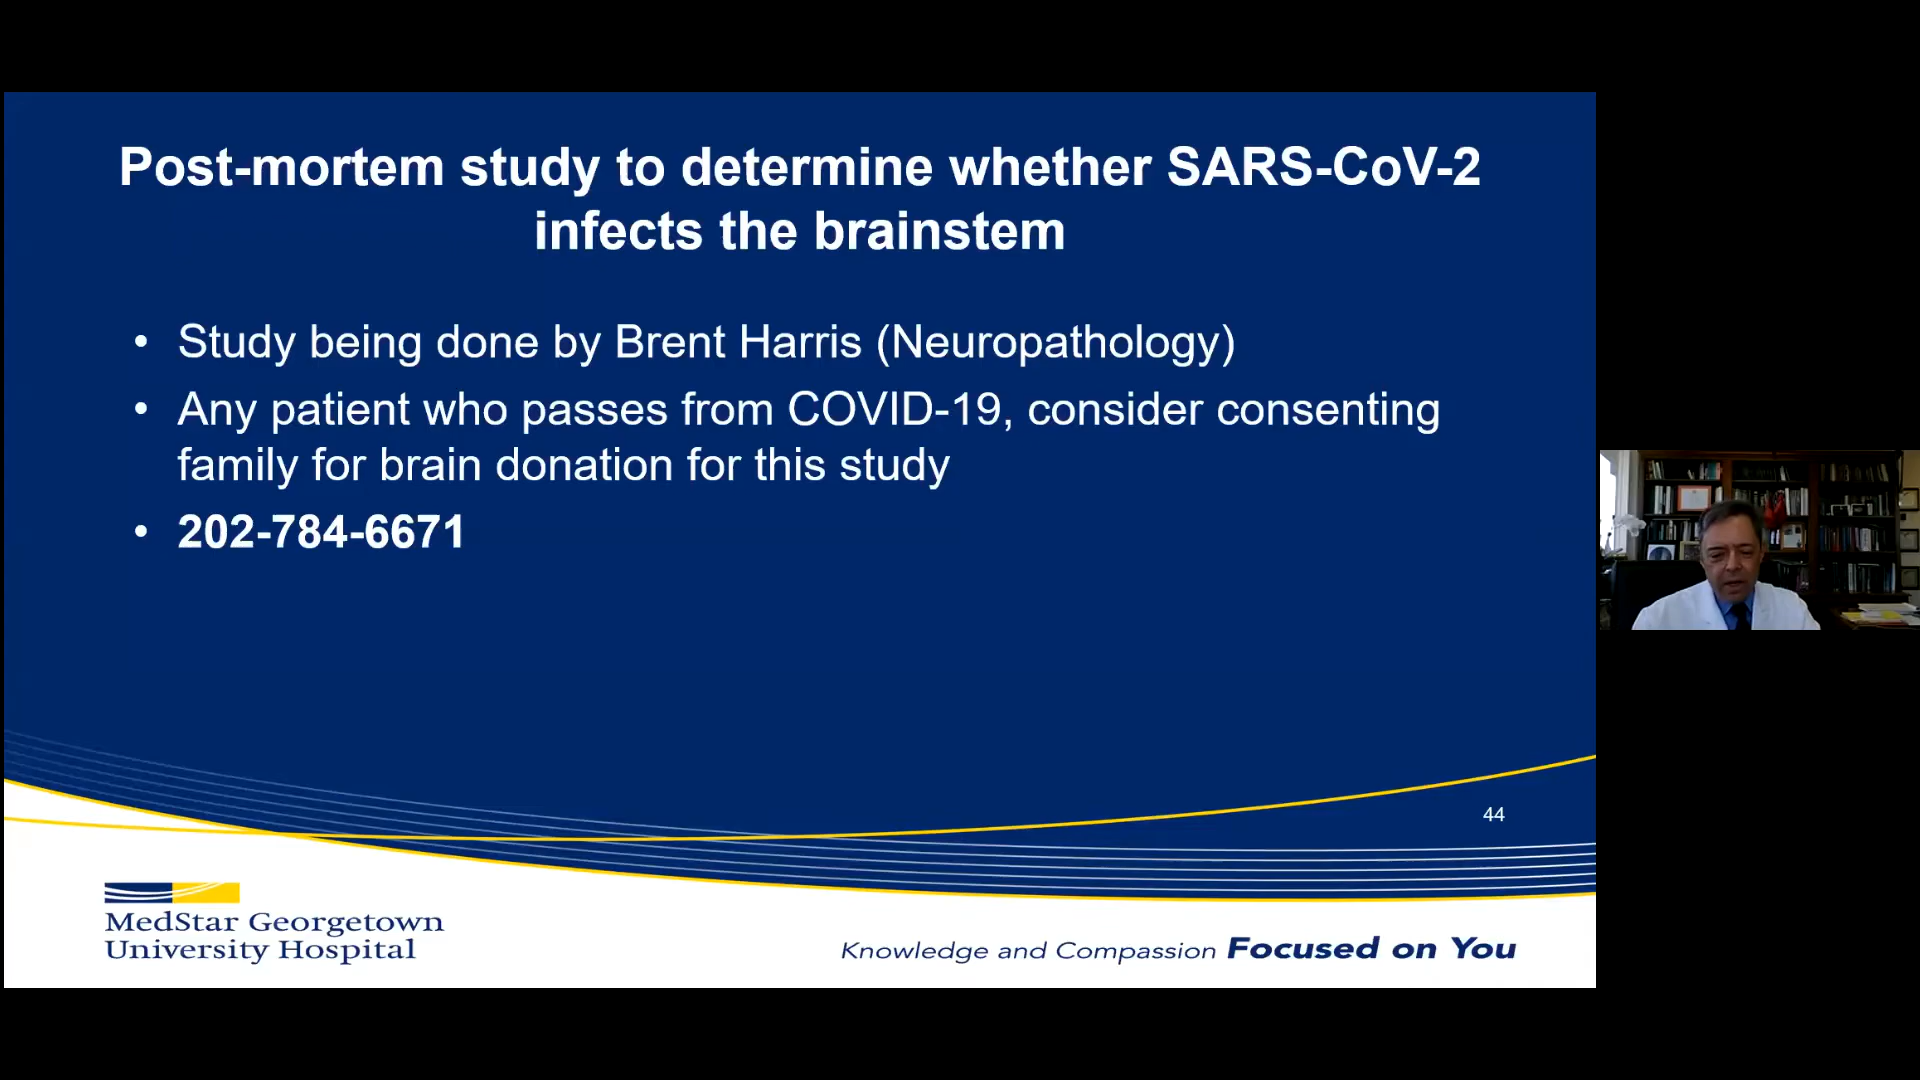 Post-mortem study to determine whether SARS-CoV-2
infects the brainstem
• Study being done by Brent Harris (Neuropathology)
• Any patient who passes from COVID-19, consider consenting
family for brain donation for this study
• 202-784-6671
44
MedStar Georgetown
University Hospital
Knowledge and Compassion Focused on You